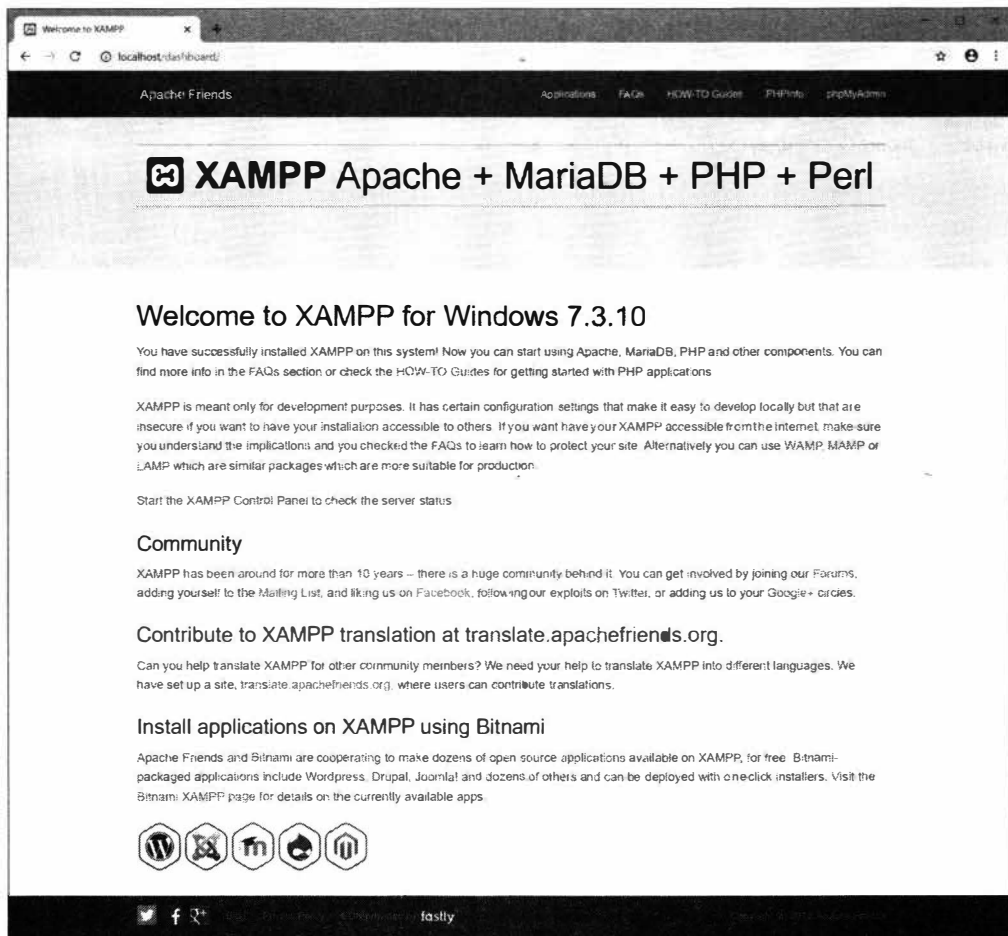 Welcome to XAMPP
localhost/dashboard/
Apache Friends
Applications FAQs HOW-TO Guides PHPInfo phpMyAdmin
XAMPP Apache + MariaDB + PHP + Perl
Welcome to XAMPP for Windows 7.3.10
You have successfully installed XAMPP on this system! Now you can start using Apache, MariaDB, PHP and other components. You can
find more info in the FAQs section or check the HOW-TO Guides for getting started with PHP applications
XAMPP is meant only for development purposes. It has certain configuration settings that make it easy to develop locally but that are
insecure if you want to have your installation accessible to others. If you want have your XAMPP accessible from the internet, make sure
you understand the implications and you checked the FAQs to learn how to protect your site. Alternatively you can use WAMP, MAMP or
LAMP which are similar packages which are more suitable for production.
Start the XAMPP Control Panel to check the server status
Community
XAMPP has been around for more than 10 years – there is a huge community behind it. You can get involved by joining our Forums,
adding yourself to the Mailing List, and liking us on Facebook, following our exploits on Twitter, or adding us to your Google+ circles.
Contribute to XAMPP translation at translate.apachefriends.org.
Can you help translate XAMPP for other community members? We need your help to translate XAMPP into different languages. We
have set up a site, translate.apachefriends.org, where users can contribute translations.
Install applications on XAMPP using Bitnami
Apache Friends and Bitnami are cooperating to make dozens of open source applications available on XAMPP, for free. Bitnami-
packaged applications include Wordpress, Drupal, Joomla! and dozens of others and can be deployed with one-click installers. Visit the
Bitnami XAMPP page for details on the currently available apps
fastly